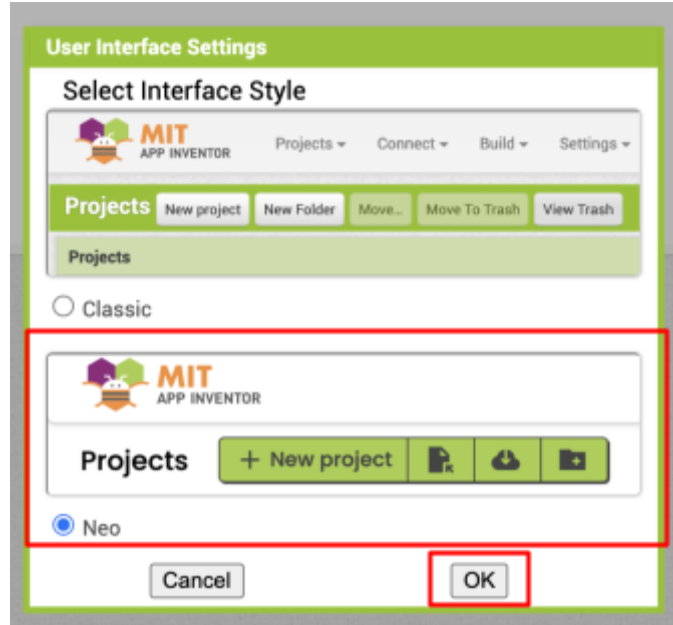 User Interface Settings
Select Interface Style
MIT
APP INVENTOR
Projects Connect Build Settings
Projects New project New Folder Move... Move To Trash View Trash
Projects
Classic
MIT
APP INVENTOR
Projects + New project
Neo
Cancel OK